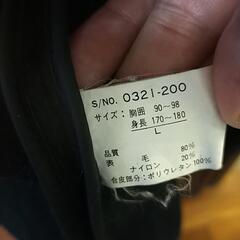 S/NO. 0321-200
サイズ: 胸囲 90~98
身長 170~180
L
品質 80%
表 毛 20%
ナイロン
合皮部分: ポリウレタン100%